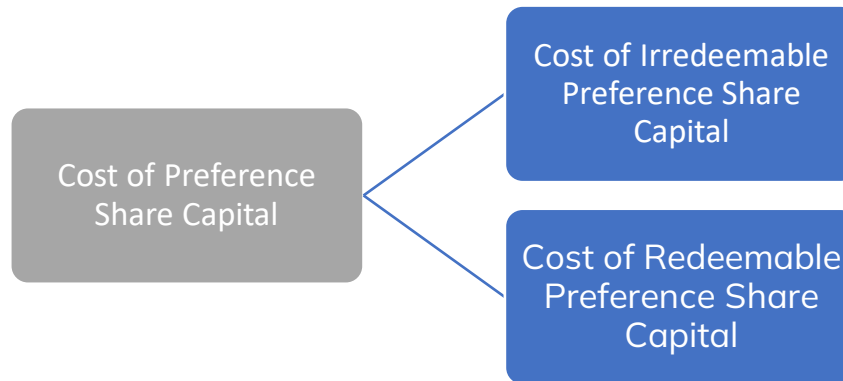 Cost of Preference
Share Capital
Cost of Irredeemable
Preference Share
Capital
Cost of Redeemable
Preference Share
Capital